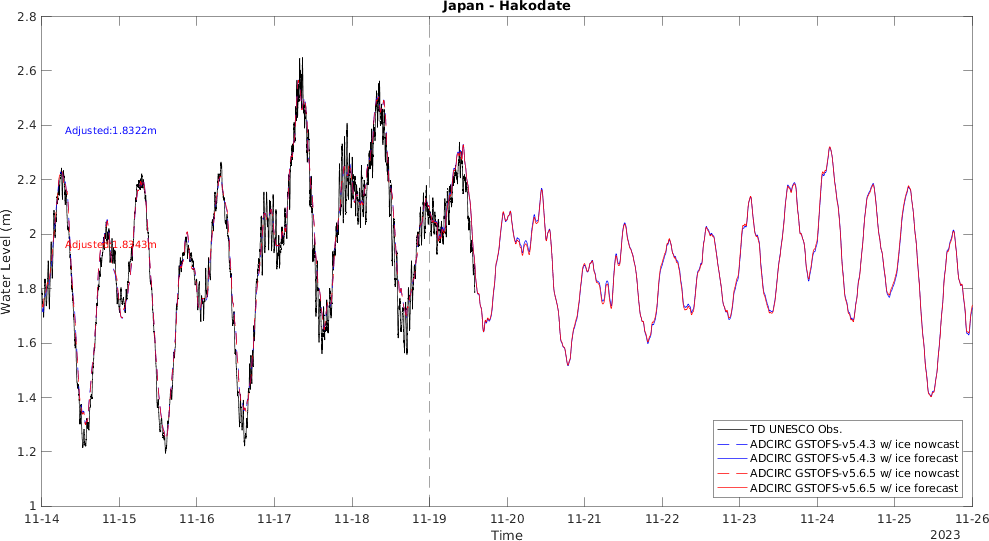 Japan - Hakodate
2.8
2.6
2.4
2.2
2
1.8
1.6
1.4
1.2
1
Water Level (m)
Adjusted:1.8322m
Adjusted:1.8343m
TD UNESCO Obs.
ADCIRC GSTOFS-v5.4.3 w/ ice nowcast
ADCIRC GSTOFS-v5.4.3 w/ ice forecast
ADCIRC GSTOFS-v5.6.5 w/ ice nowcast
ADCIRC GSTOFS-v5.6.5 w/ ice forecast
11-14 11-15 11-16 11-17 11-18 11-19 11-20 11-21 11-22 11-23 11-24 11-25 11-26
Time
2023